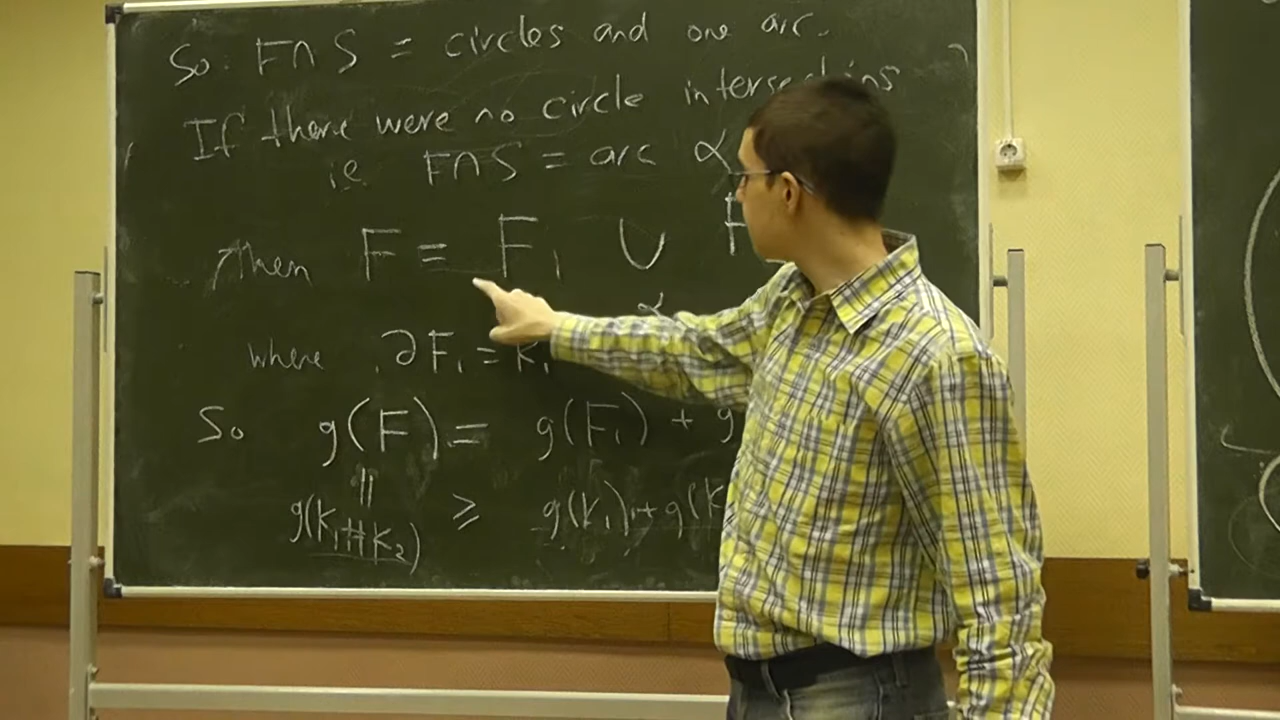 So: F∩S = circles and one arc.
If there were no circle intersections
ie F∩S = arc α
then F = F₁ ∪
α
where ∂F₁ = K₁
So g(F) = g(F₁) + g
||
g(K₁#K₂) ≥ g(K₁) + g(K